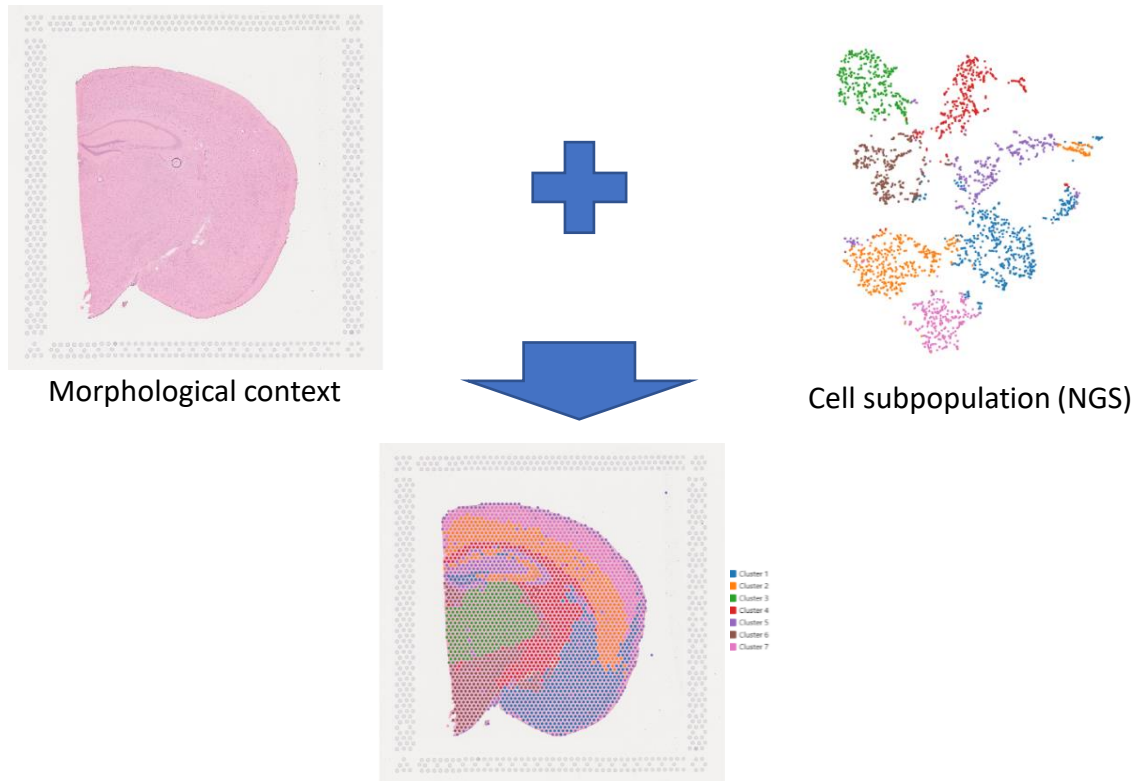 Morphological context
Cell subpopulation (NGS)
Cluster 1
Cluster 2
Cluster 3
Cluster 4
Cluster 5
Cluster 6
Cluster 7